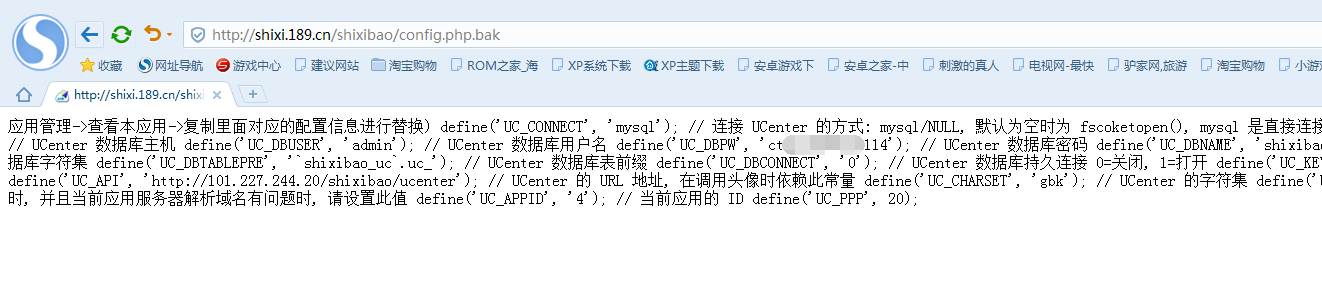 http://shixi.189.cn/shixibao/config.php.bak
收藏 网址导航 游戏中心 建议网站 淘宝购物 ROM之家_海 XP系统下载 XP主题下载 安卓游戏下 安卓之家-中 刺激的真人 电视网-最快 驴家网,旅游 淘宝购物 小游
http://shixi.189.cn/shixi
应用管理->查看本应用->复制里面对应的配置信息进行替换) define('UC_CONNECT', 'mysql'); // 连接 UCenter 的方式: mysql/NULL, 默认为空时为 fscoketopen(), mysql 是直接连接
// UCenter 数据库主机 define('UC_DBUSER', 'admin'); // UCenter 数据库用户名 define('UC_DBPW', 'ct 114'); // UCenter 数据库密码 define('UC_DBNAME', 'shixiba
据库字符集 define('UC_DBTABLEPRE', '`shixibao_uc`.uc_'); // UCenter 数据库表前缀 define('UC_DBCONNECT', '0'); // UCenter 数据库持久连接 0=关闭, 1=打开 define('UC_KE
define('UC_API', 'http://101.227.244.20/shixibao/ucenter'); // UCenter 的 URL 地址, 在调用头像时依赖此常量 define('UC_CHARSET', 'gbk'); // UCenter 的字符集 define('U
时, 并且当前应用服务器解析域名有问题时, 请设置此值 define('UC_APPID', '4'); // 当前应用的 ID define('UC_PPP', 20);